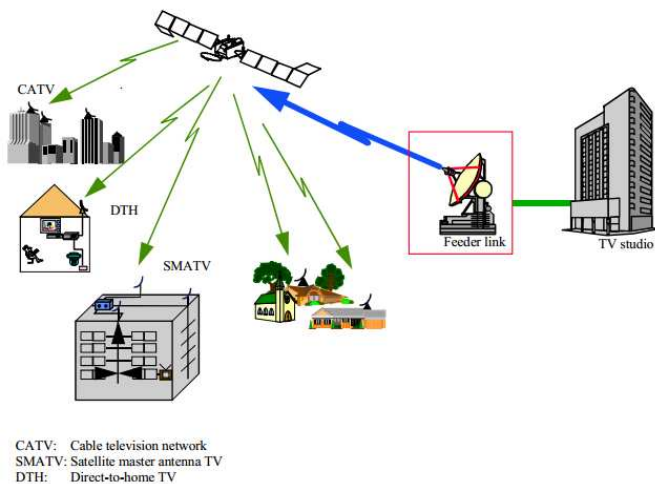 CATV
DTH
SMATV
Feeder link
TV studio
CATV: Cable television network
SMATV: Satellite master antenna TV
DTH: Direct-to-home TV